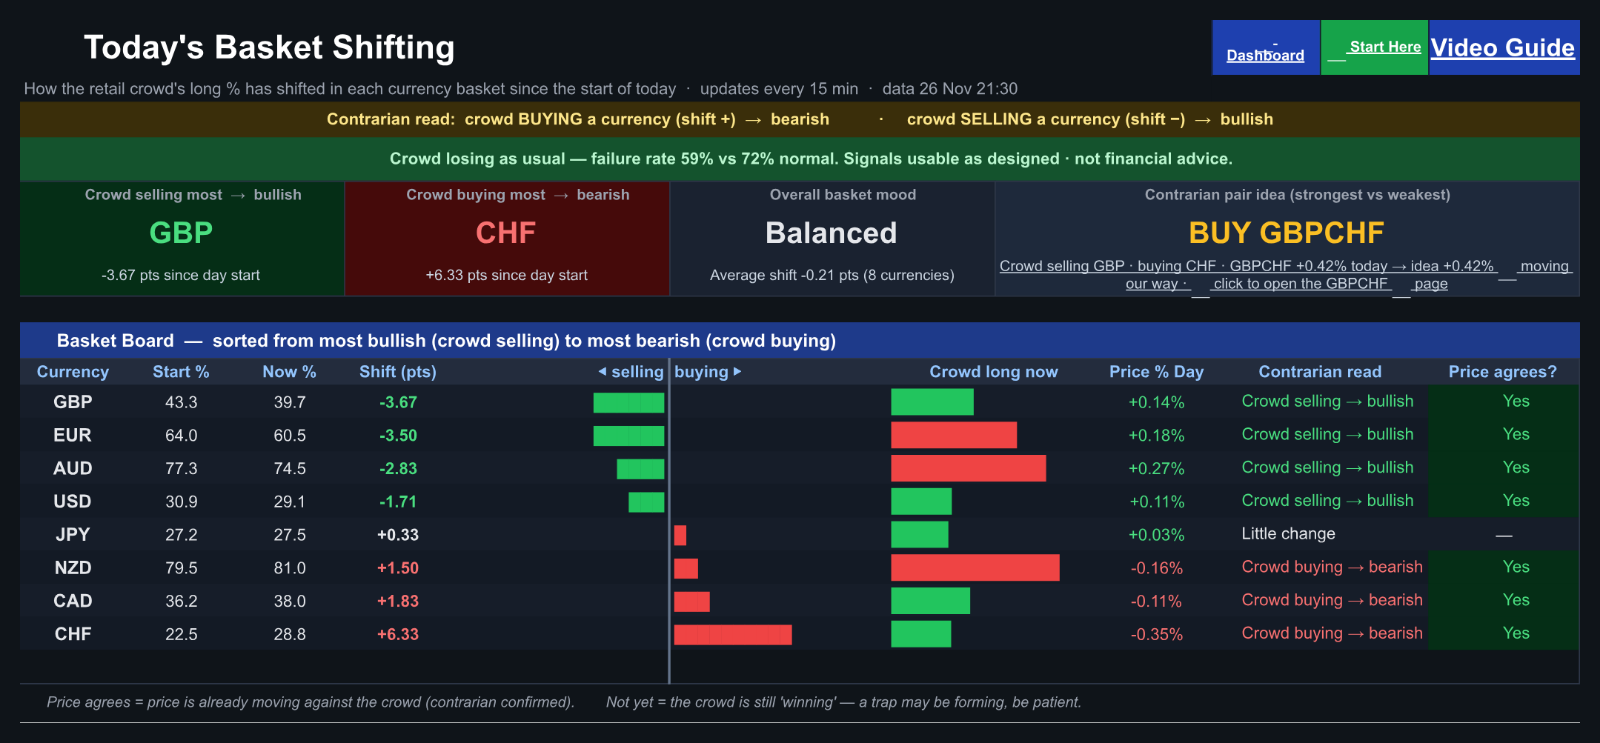 Today's Basket Shifting
Dashboard
Start Here
Video Guide
How the retail crowd's long % has shifted in each currency basket since the start of today · updates every 15 min · data 26 Nov 21:30
Contrarian read: crowd BUYING a currency (shift +) → bearish · crowd SELLING a currency (shift −) → bullish
Crowd losing as usual — failure rate 59% vs 72% normal. Signals usable as designed · not financial advice.
Crowd selling most → bullish
GBP
-3.67 pts since day start
Crowd buying most → bearish
CHF
+6.33 pts since day start
Overall basket mood
Balanced
Average shift -0.21 pts (8 currencies)
Contrarian pair idea (strongest vs weakest)
BUY GBPCHF
Crowd selling GBP · buying CHF · GBPCHF +0.42% today → idea +0.42% __ moving
our way · __ click to open the GBPCHF __ page
Basket Board — sorted from most bullish (crowd selling) to most bearish (crowd buying)
Currency Start % Now % Shift (pts) ◄ selling buying ► Crowd long now Price % Day Contrarian read Price agrees?
GBP 43.3 39.7 -3.67 +0.14% Crowd selling → bullish Yes
EUR 64.0 60.5 -3.50 +0.18% Crowd selling → bullish Yes
AUD 77.3 74.5 -2.83 +0.27% Crowd selling → bullish Yes
USD 30.9 29.1 -1.71 +0.11% Crowd selling → bullish Yes
JPY 27.2 27.5 +0.33 +0.03% Little change —
NZD 79.5 81.0 +1.50 -0.16% Crowd buying → bearish Yes
CAD 36.2 38.0 +1.83 -0.11% Crowd buying → bearish Yes
CHF 22.5 28.8 +6.33 -0.35% Crowd buying → bearish Yes
Price agrees = price is already moving against the crowd (contrarian confirmed). Not yet = the crowd is still 'winning' — a trap may be forming, be patient.